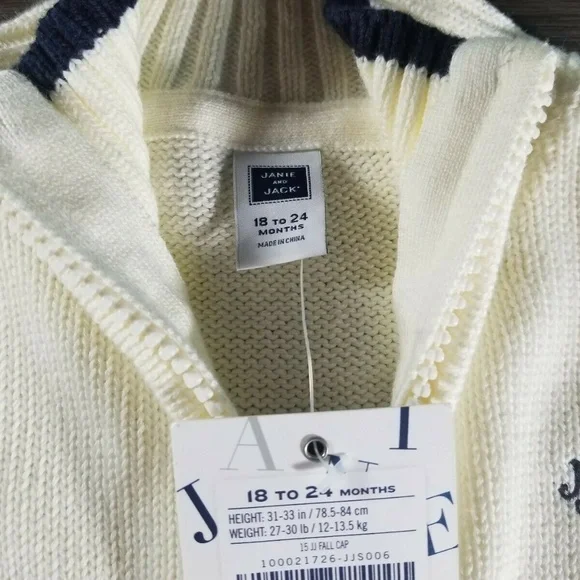 JANIE
AND
JACK
18 TO 24
MONTHS
MADE IN CHINA
18 TO 24 MONTHS
HEIGHT: 31-33 in / 78.5-84 cm
WEIGHT: 27-30 lb / 12-13.5 kg
15 JJ FALL CAP
100021726-JJS006